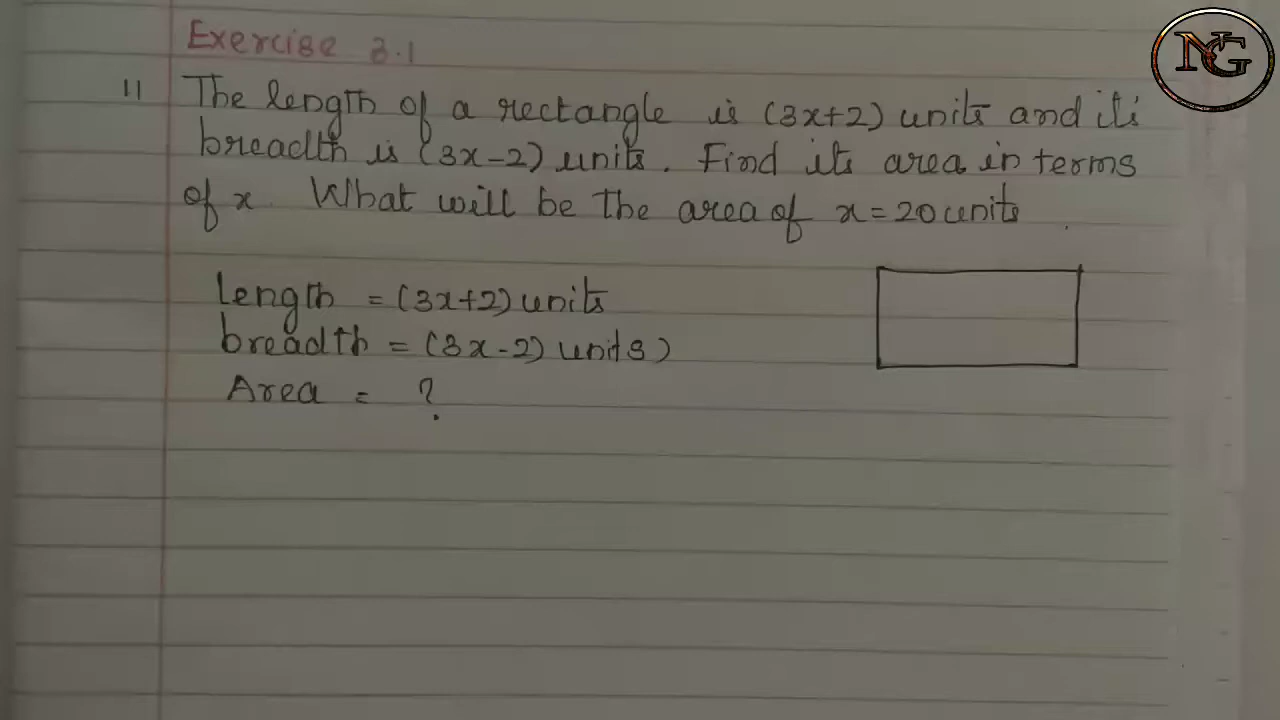 Exercise 3.1
11 The length of a rectangle is (3x+2) units and its
breadth is (3x-2) units. Find its area in terms
of x. What will be the area of x = 20 units
Length = (3x+2) units
breadth = (3x-2) units)
Area = ?
NG